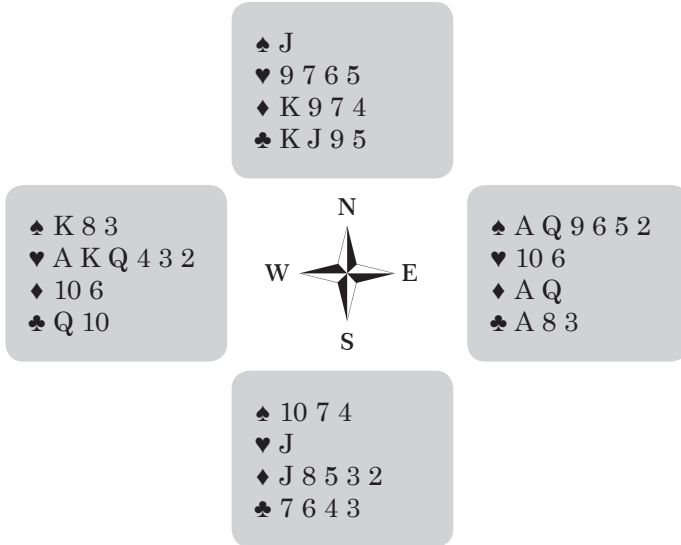 ♠ J
♥ 9 7 6 5
♦ K 9 7 4
♣ K J 9 5
♠ K 8 3
♥ A K Q 4 3 2
♦ 10 6
♣ Q 10
N
W E
S
♠ A Q 9 6 5 2
♥ 10 6
♦ A Q
♣ A 8 3
♠ 10 7 4
♥ J
♦ J 8 5 3 2
♣ 7 6 4 3